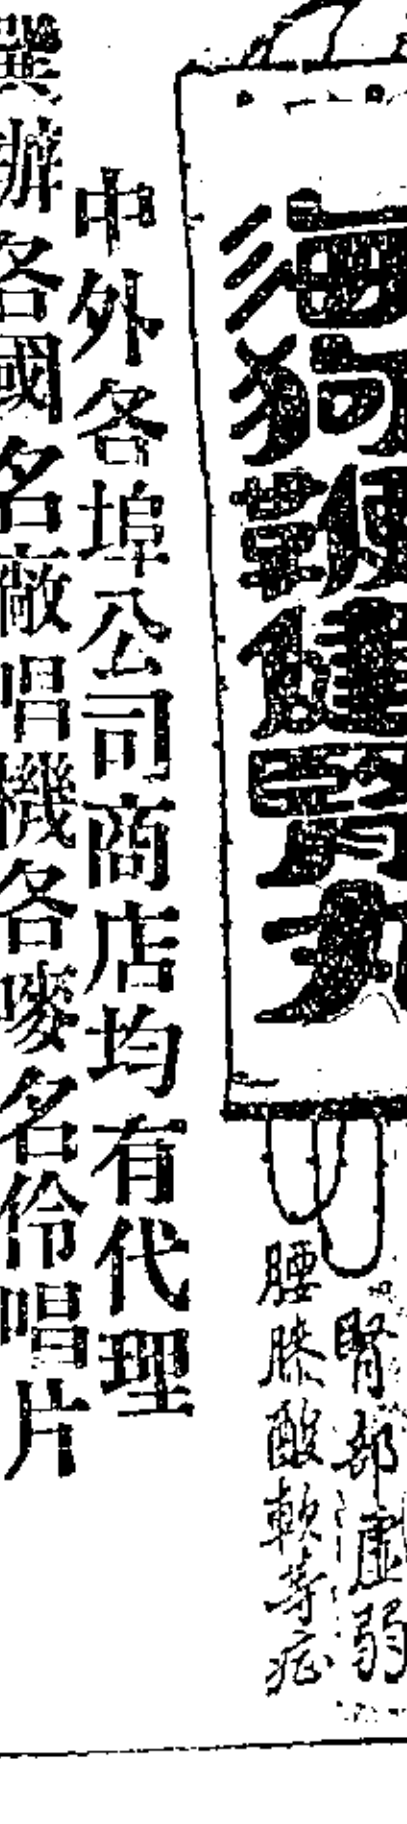 海狗鞭健腎丸
腎部虛弱
腰膝酸軟等症
中外各埠公司商店均有代理
選辦各國名廠唱機各嘜名伶唱片